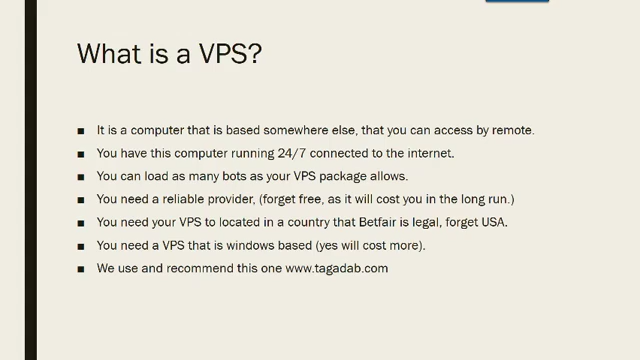 What is a VPS?
■ It is a computer that is based somewhere else, that you can access by remote.
■ You have this computer running 24/7 connected to the internet.
■ You can load as many bots as your VPS package allows.
■ You need a reliable provider, (forget free, as it will cost you in the long run.)
■ You need your VPS to located in a country that Betfair is legal, forget USA.
■ You need a VPS that is windows based (yes will cost more).
■ We use and recommend this one www.tagadab.com